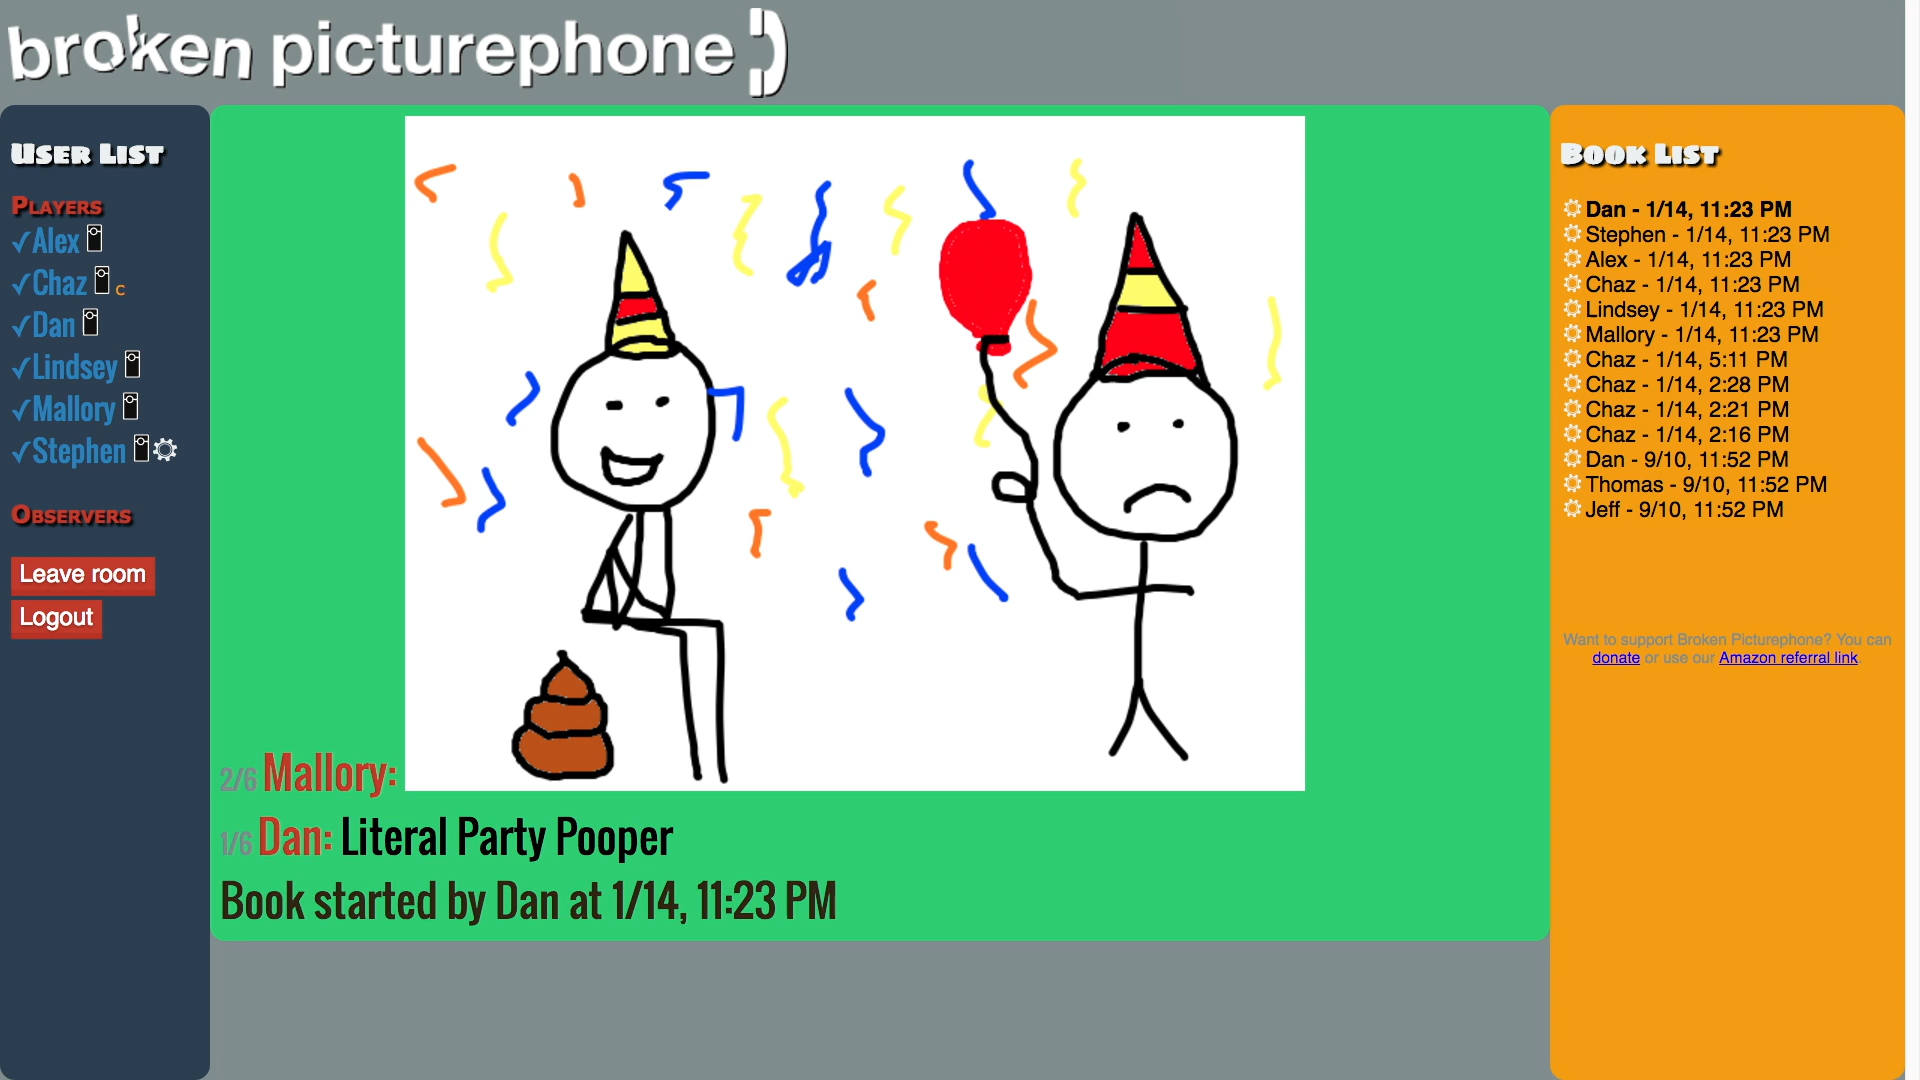 broken picturephone
User List
Players
✓Alex
✓Chaz c
✓Dan
✓Lindsey
✓Mallory
✓Stephen
Observers
Leave room
Logout
2/6 Mallory:
1/6 Dan: Literal Party Pooper
Book started by Dan at 1/14, 11:23 PM
Book List
Dan - 1/14, 11:23 PM
Stephen - 1/14, 11:23 PM
Alex - 1/14, 11:23 PM
Chaz - 1/14, 11:23 PM
Lindsey - 1/14, 11:23 PM
Mallory - 1/14, 11:23 PM
Chaz - 1/14, 5:11 PM
Chaz - 1/14, 2:28 PM
Chaz - 1/14, 2:21 PM
Chaz - 1/14, 2:16 PM
Dan - 9/10, 11:52 PM
Thomas - 9/10, 11:52 PM
Jeff - 9/10, 11:52 PM
Want to support Broken Picturephone? You can
donate or use our Amazon referral link.